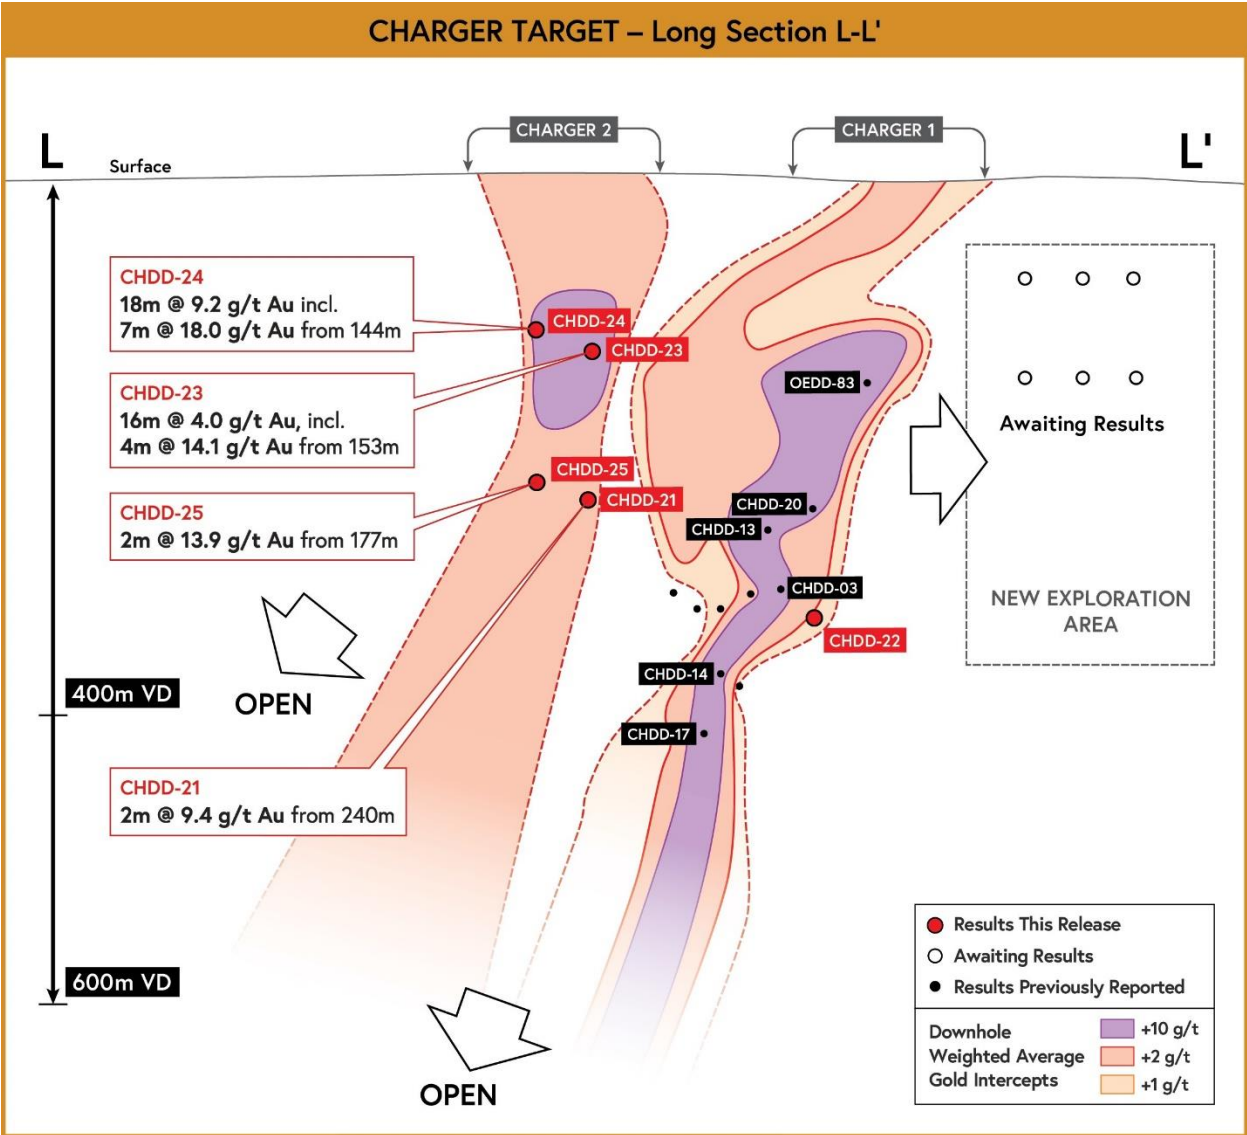 CHARGER TARGET – Long Section L-L'
CHARGER 2
CHARGER 1
L
L'
Surface
CHDD-24
18m @ 9.2 g/t Au incl.
7m @ 18.0 g/t Au from 144m
CHDD-24
CHDD-23
CHDD-23
16m @ 4.0 g/t Au, incl.
4m @ 14.1 g/t Au from 153m
OEDD-83
Awaiting Results
CHDD-25
CHDD-21
CHDD-20
CHDD-13
CHDD-25
2m @ 13.9 g/t Au from 177m
CHDD-03
NEW EXPLORATION
AREA
CHDD-22
CHDD-14
400m VD
OPEN
CHDD-17
CHDD-21
2m @ 9.4 g/t Au from 240m
600m VD
OPEN
Results This Release
Awaiting Results
Results Previously Reported
Downhole
Weighted Average
Gold Intercepts
+10 g/t
+2 g/t
+1 g/t